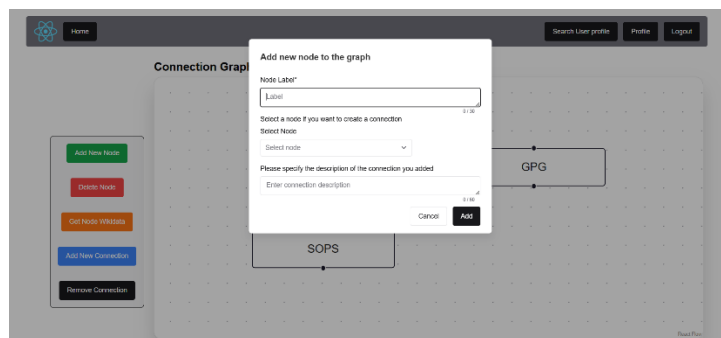 Home
Search User profile
Profile
Logout
Connection Graph
Add new node to the graph
Node Label*
Label
0 / 30
Select a node if you want to create a connection
Select Node
Select node
Please specify the description of the connection you added
Enter connection description
0 / 80
Cancel
Add
Add New Node
Delete Node
Get Node Wikidata
Add New Connection
Remove Connection
GPG
SOPS
React Flow